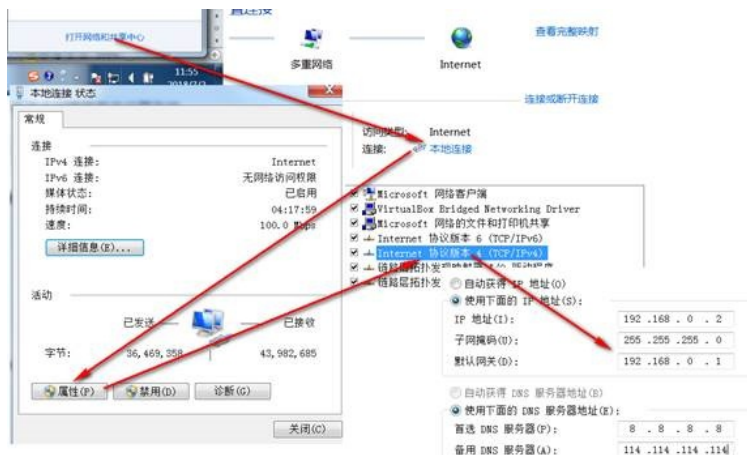 打开网络和共享中心
11:55
本地连接 状态
常规
连接
IPv4 连接: Internet
IPv6 连接: 无网络访问权限
媒体状态: 已启用
持续时间: 04:17:59
速度: 100.0 Mbps
详细信息(E)...
活动
已发送 — 已接收
字节: 36,469,358 43,982,685
属性(P) 禁用(D) 诊断(G)
关闭(C)
查看完整映射
多重网络 Internet
连接或断开连接
访问类型: Internet
连接: 本地连接
Microsoft 网络客户端
VirtualBox Bridged Networking Driver
Microsoft 网络的文件和打印机共享
Internet 协议版本 6 (TCP/IPv6)
Internet 协议版本 4 (TCP/IPv4)
链路层拓扑发
自动获得 IP 地址(O)
使用下面的 IP 地址(S):
IP 地址(I): 192 .168 . 0 . 2
子网掩码(U): 255 .255 .255 . 0
默认网关(D): 192 .168 . 0 . 1
自动获得 DNS 服务器地址(B)
使用下面的 DNS 服务器地址(E):
首选 DNS 服务器(P): 8 . 8 . 8 . 8
备用 DNS 服务器(A): 114 .114 .114 .114